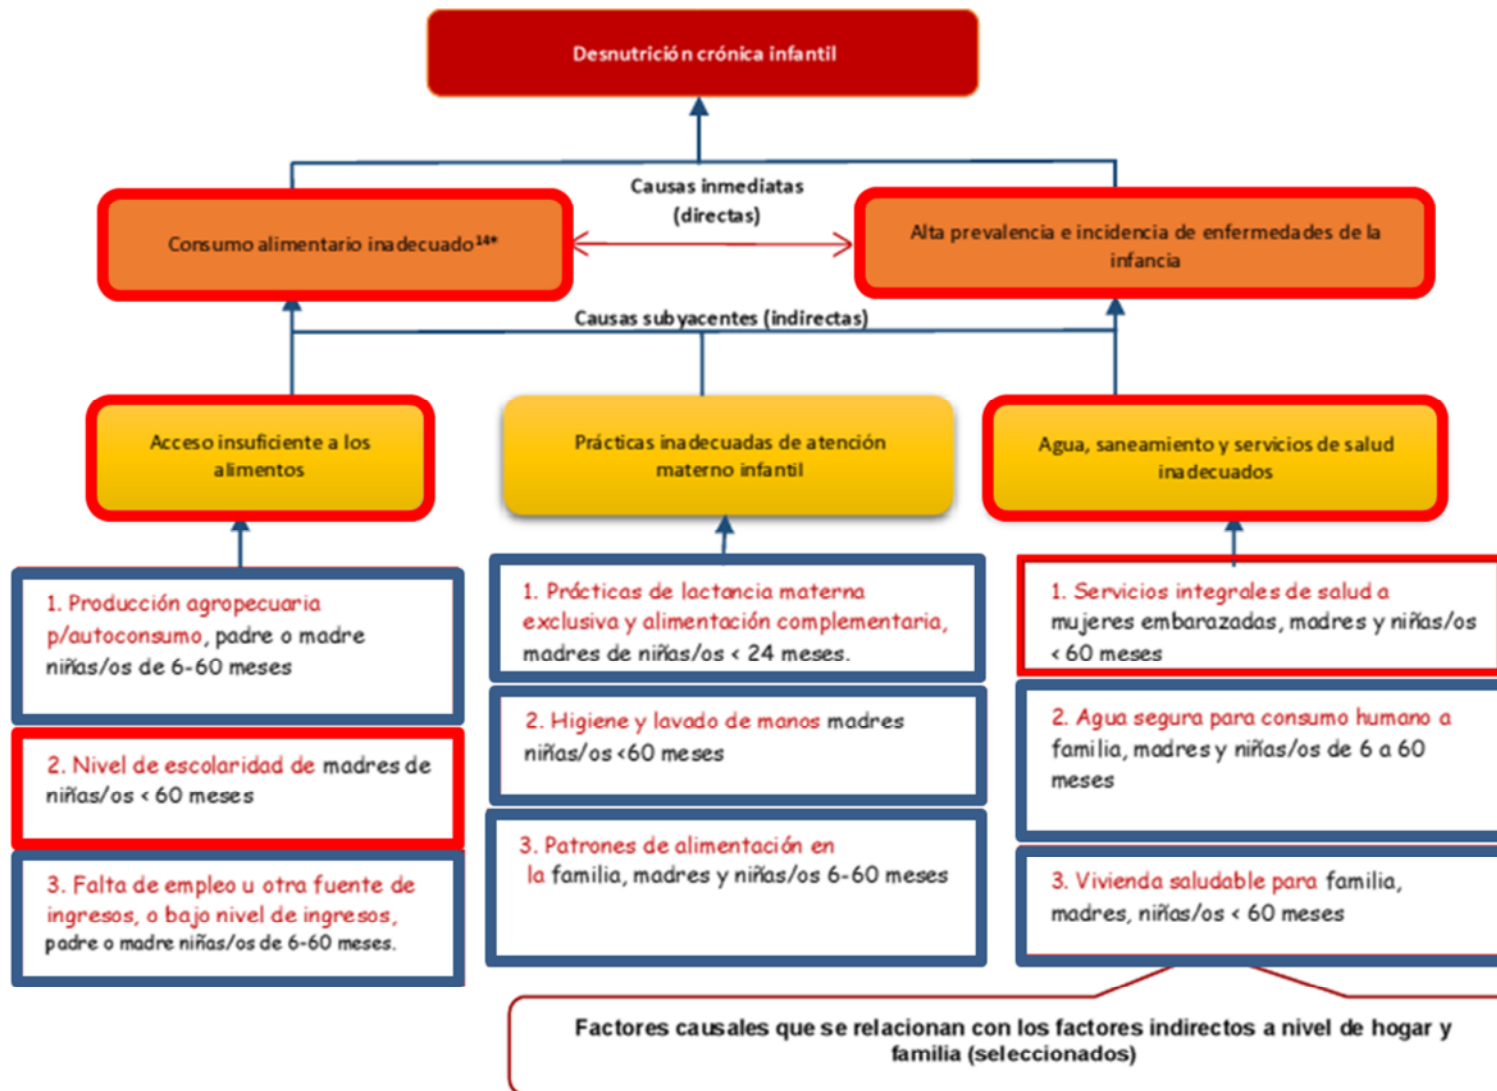 Desnutrición crónica infantil
Causas inmediatas
(directas)
Consumo alimentario inadecuado¹⁴*
Alta prevalencia e incidencia de enfermedades de la
infancia
Causas subyacentes (indirectas)
Acceso insuficiente a los
alimentos
Prácticas inadecuadas de atención
materno infantil
Agua, saneamiento y servicios de salud
inadecuados
1. Producción agropecuaria
p/autoconsumo, padre o madre
niñas/os de 6-60 meses
2. Nivel de escolaridad de madres de
niñas/os < 60 meses
3. Falta de empleo u otra fuente de
ingresos, o bajo nivel de ingresos,
padre o madre niñas/os de 6-60 meses.
1. Prácticas de lactancia materna
exclusiva y alimentación complementaria,
madres de niñas/os < 24 meses.
2. Higiene y lavado de manos madres
niñas/os <60 meses
3. Patrones de alimentación en
la familia, madres y niñas/os 6-60 meses
1. Servicios integrales de salud a
mujeres embarazadas, madres y niñas/os
< 60 meses
2. Agua segura para consumo humano a
familia, madres y niñas/os de 6 a 60
meses
3. Vivienda saludable para familia,
madres, niñas/os < 60 meses
Factores causales que se relacionan con los factores indirectos a nivel de hogar y
familia (seleccionados)